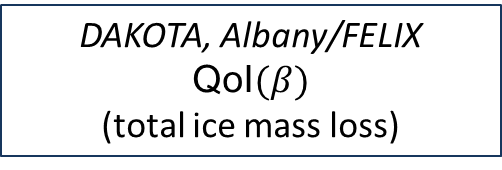 DAKOTA, Albany/FELIX
QoI(𝛽)
(total ice mass loss)